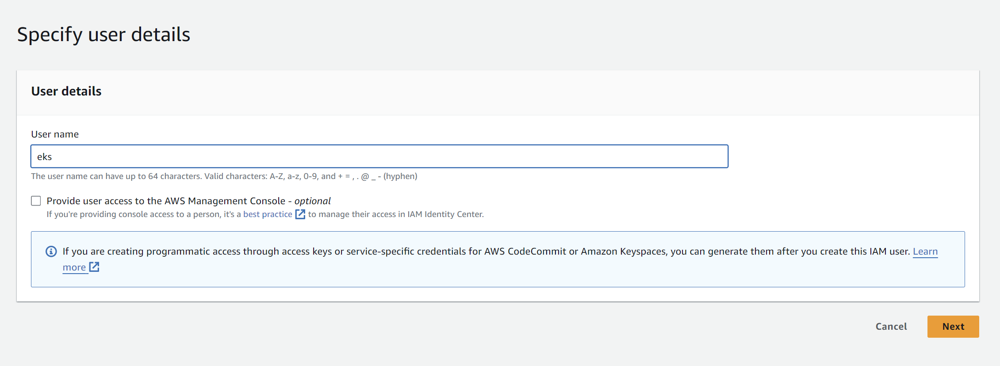 Specify user details
User details
User name
eks
The user name can have up to 64 characters. Valid characters: A-Z, a-z, 0-9, and + = , . @ _ - (hyphen)
Provide user access to the AWS Management Console - optional
If you're providing console access to a person, it's a best practice to manage their access in IAM Identity Center.
If you are creating programmatic access through access keys or service-specific credentials for AWS CodeCommit or Amazon Keyspaces, you can generate them after you create this IAM user. Learn
more
Cancel
Next